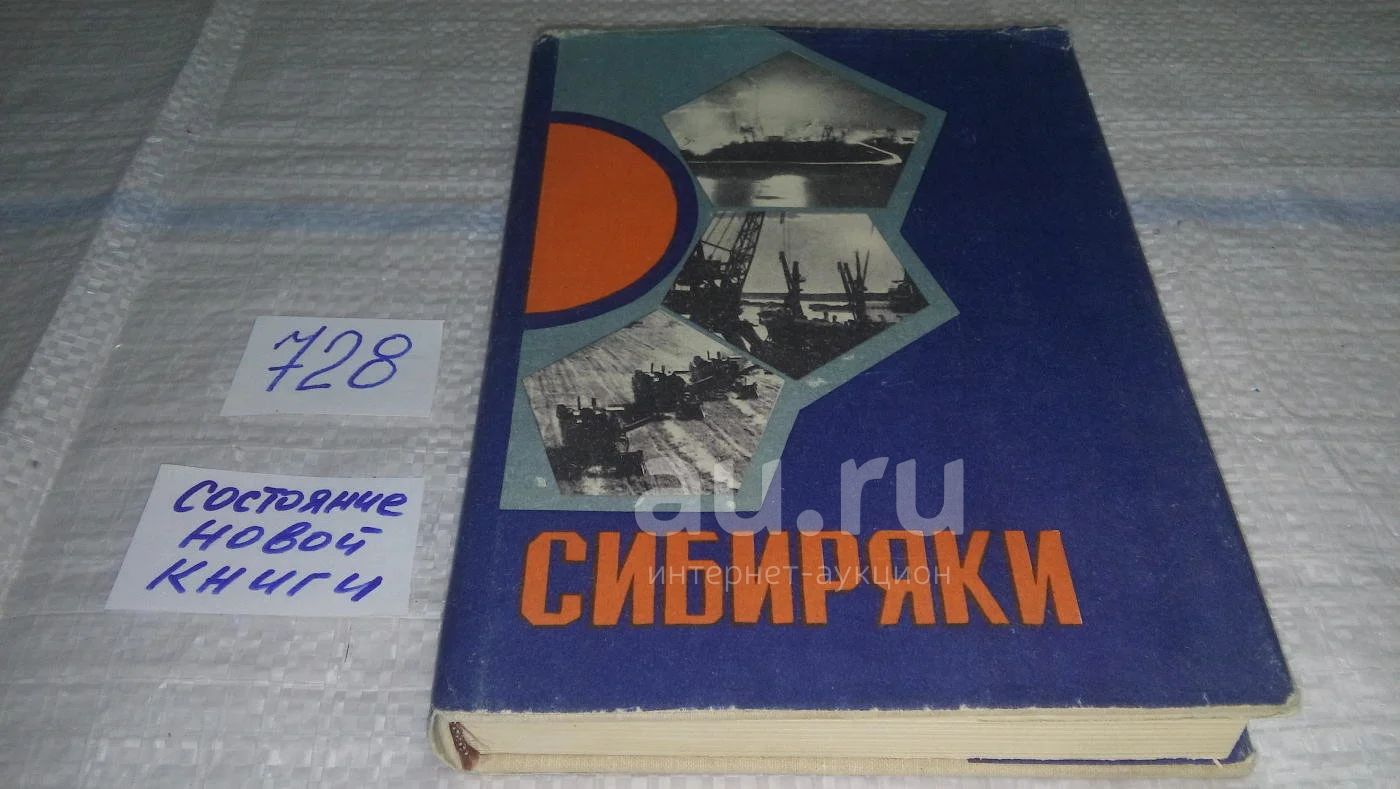 728
состояние
новой
книги
au.ru
интернет-аукцион
СИБИРЯКИ